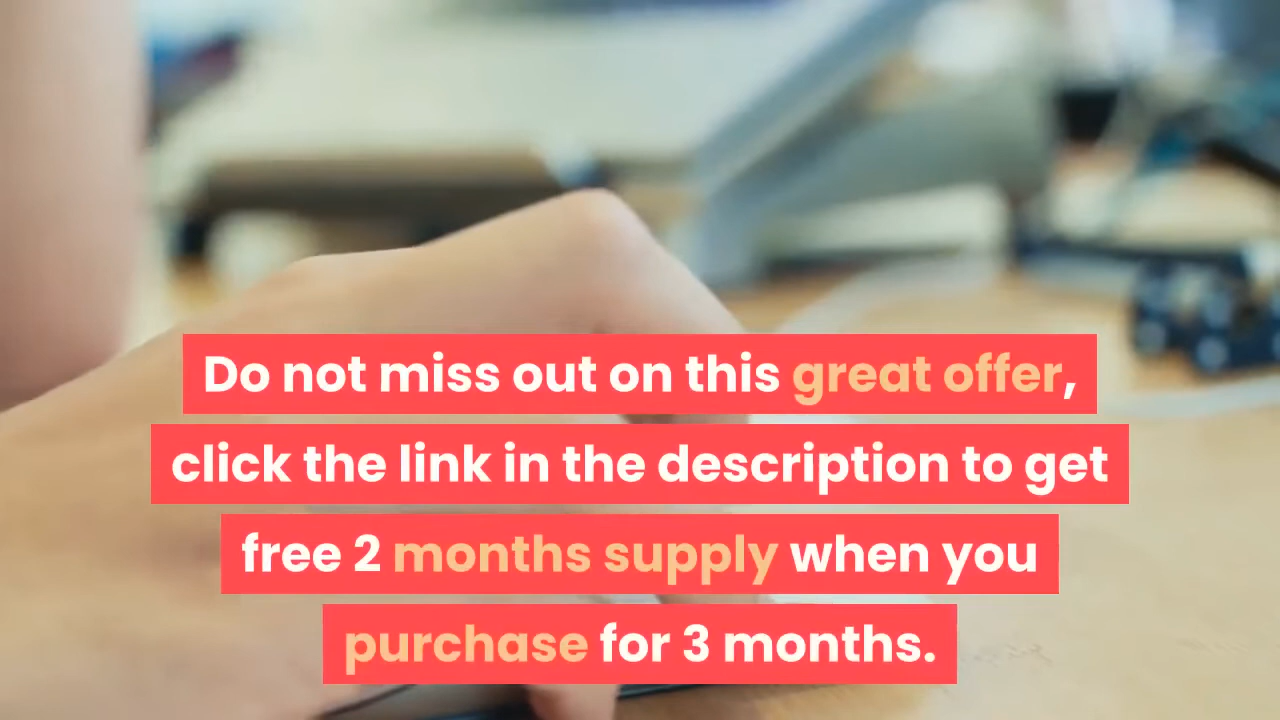 Do not miss out on this great offer,
click the link in the description to get
free 2 months supply when you
purchase for 3 months.